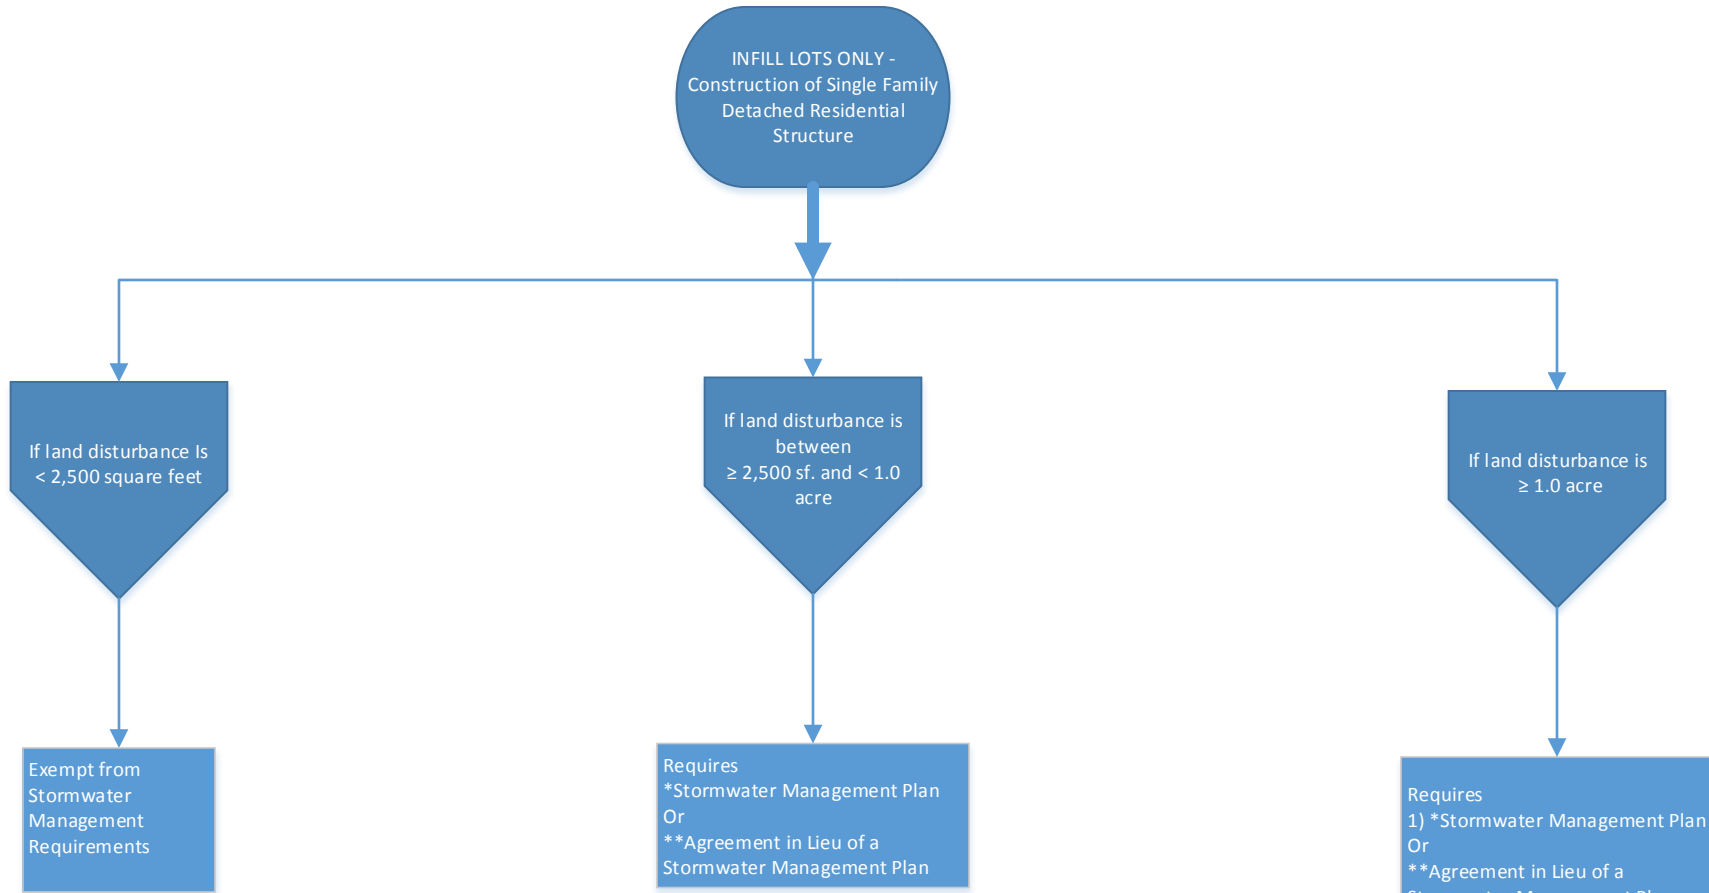 INFILL LOTS ONLY -
Construction of Single Family
Detached Residential
Structure
If land disturbance Is
< 2,500 square feet
If land disturbance is
between
≥ 2,500 sf. and < 1.0
acre
If land disturbance is
≥ 1.0 acre
Exempt from
Stormwater
Management
Requirements
Requires
*Stormwater Management Plan
Or
**Agreement in Lieu of a
Stormwater Management Plan
Requires
1) *Stormwater Management Plan
Or
**Agreement in Lieu of a